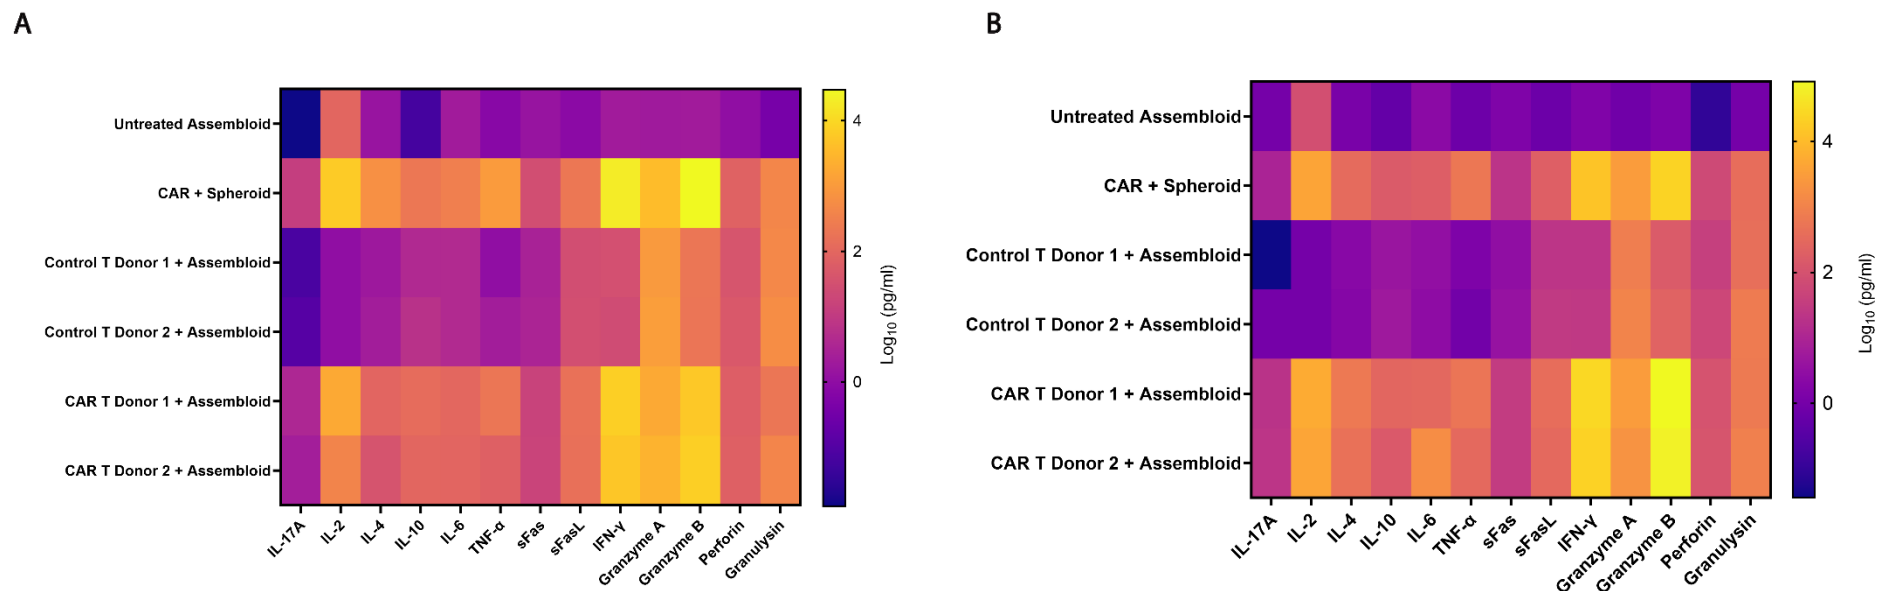 A
Untreated Assembloid
CAR + Spheroid
Control T Donor 1 + Assembloid
Control T Donor 2 + Assembloid
CAR T Donor 1 + Assembloid
CAR T Donor 2 + Assembloid
IL-17A
IL-2
IL-4
IL-10
IL-6
TNF-α
sFas
sFasL
IFN-γ
Granzyme A
Granzyme B
Perforin
Granulysin
4
2
0
Log₁₀ (pg/ml)
B
Untreated Assembloid
CAR + Spheroid
Control T Donor 1 + Assembloid
Control T Donor 2 + Assembloid
CAR T Donor 1 + Assembloid
CAR T Donor 2 + Assembloid
IL-17A
IL-2
IL-4
IL-10
IL-6
TNF-α
sFas
sFasL
IFN-γ
Granzyme A
Granzyme B
Perforin
Granulysin
4
2
0
Log₁₀ (pg/ml)